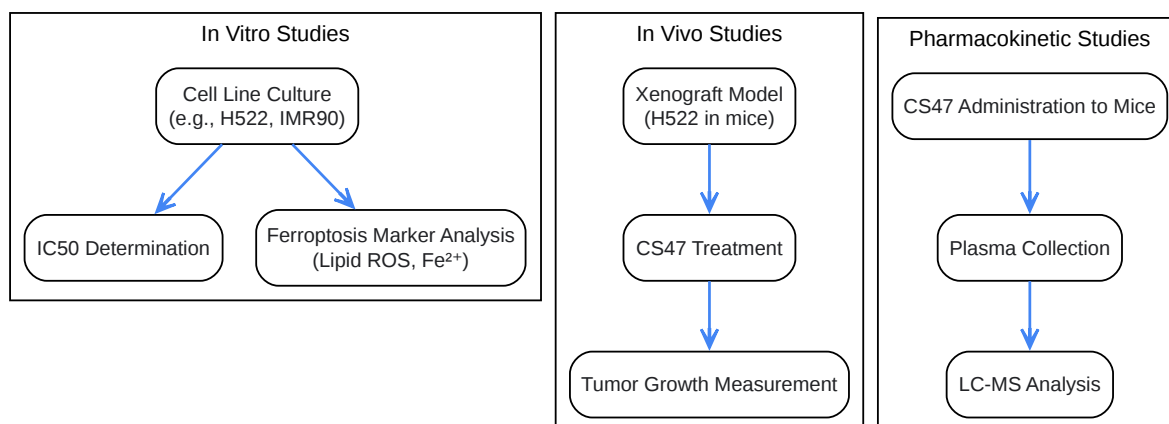 In Vitro Studies
Cell Line Culture
(e.g., H522, IMR90)
IC50 Determination
Ferroptosis Marker Analysis
(Lipid ROS, Fe²⁺)
In Vivo Studies
Xenograft Model
(H522 in mice)
CS47 Treatment
Tumor Growth Measurement
Pharmacokinetic Studies
CS47 Administration to Mice
Plasma Collection
LC-MS Analysis